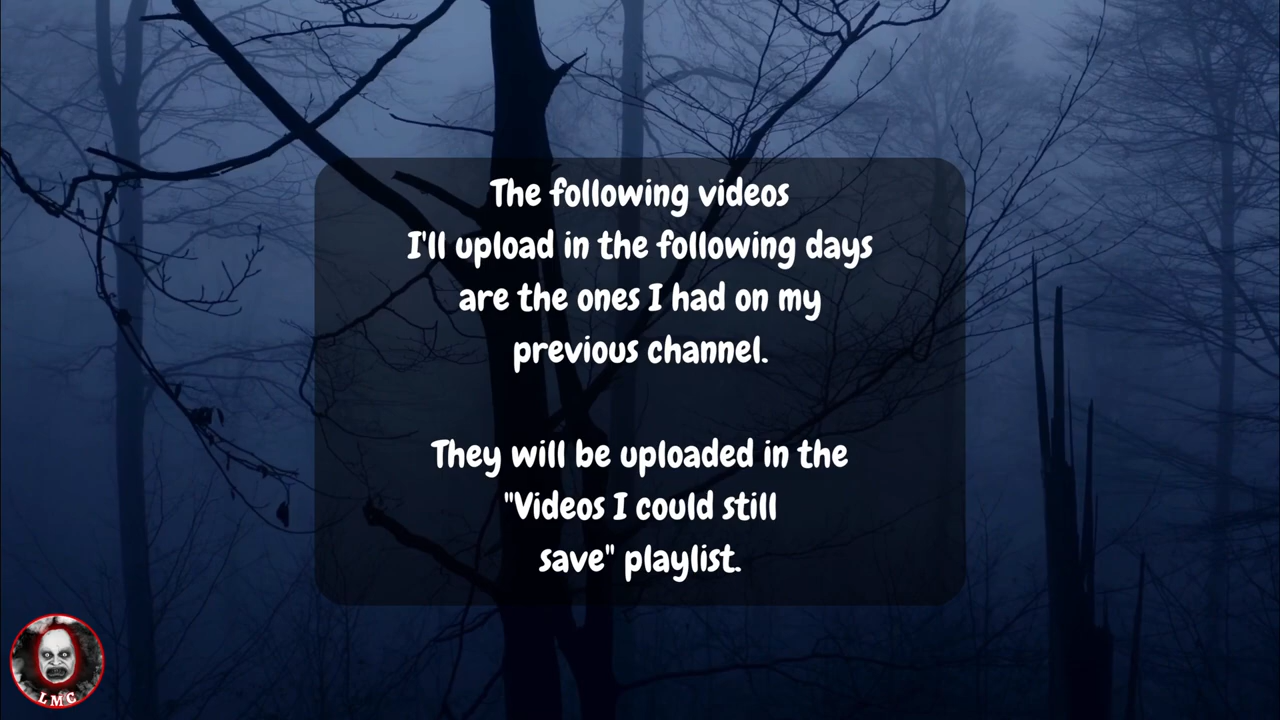 The following videos
I'll upload in the following days
are the ones I had on my
previous channel.
They will be uploaded in the
"Videos I could still
save" playlist.
LMC